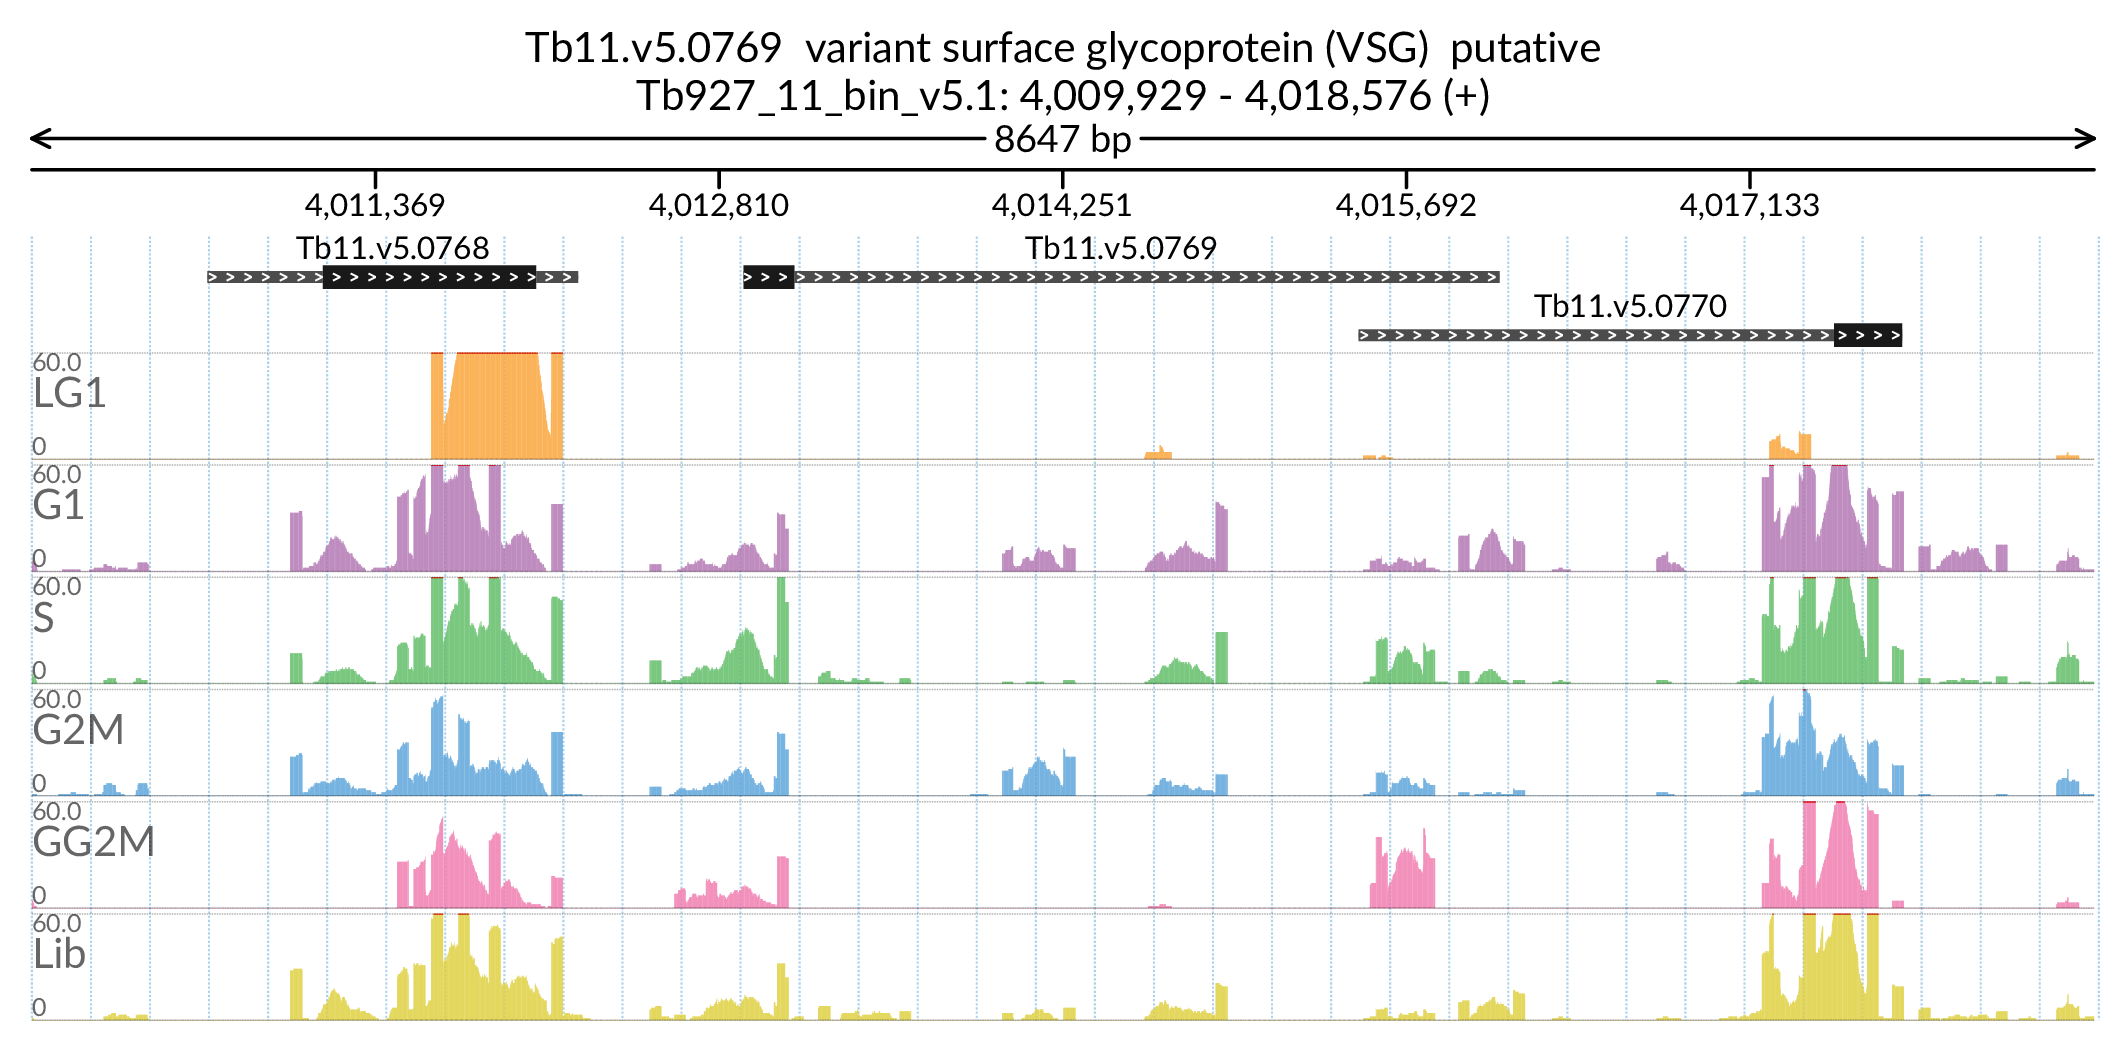 Tb11.v5.0769 variant surface glycoprotein (VSG) putative
Tb927_11_bin_v5.1: 4,009,929 - 4,018,576 (+)
8647 bp
4,011,369 4,012,810 4,014,251 4,015,692 4,017,133
Tb11.v5.0768 Tb11.v5.0769
Tb11.v5.0770
60.0
LG1
0
60.0
G1
0
60.0
S
0
60.0
G2M
0
60.0
GG2M
0
60.0
Lib
0